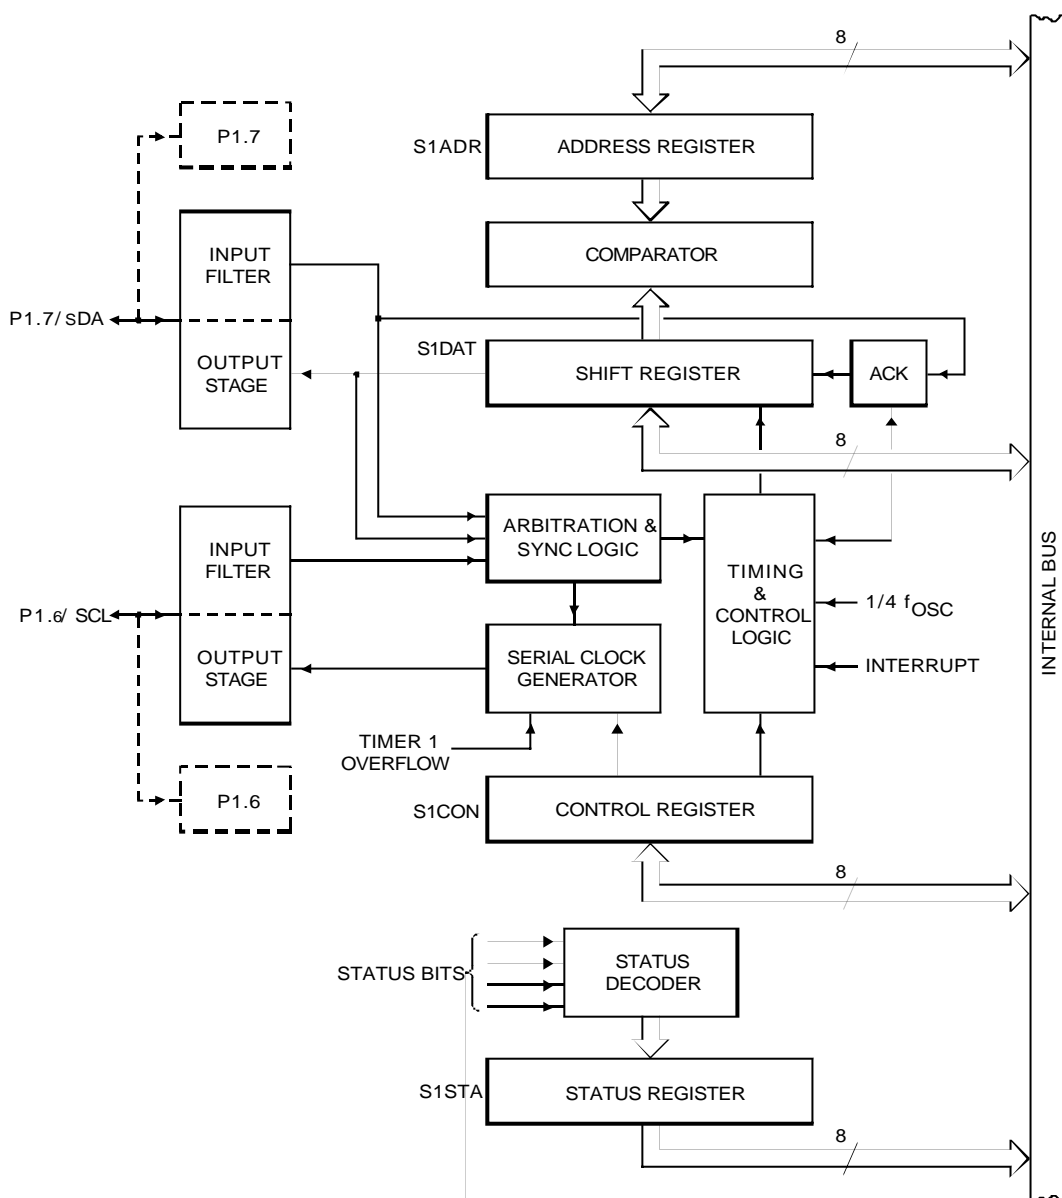 8
P1.7
S1ADR
ADDRESS REGISTER
INPUT
FILTER
COMPARATOR
P1.7/SDA
S1DAT
OUTPUT
STAGE
SHIFT REGISTER
ACK
8
INPUT
FILTER
ARBITRATION &
SYNC LOGIC
TIMING
&
CONTROL
LOGIC
1/4 fOSC
P1.6/ SCL
OUTPUT
STAGE
SERIAL CLOCK
GENERATOR
INTERRUPT
INTERNAL BUS
TIMER 1
OVERFLOW
P1.6
S1CON
CONTROL REGISTER
8
STATUS BITS
STATUS
DECODER
S1STA
STATUS REGISTER
8